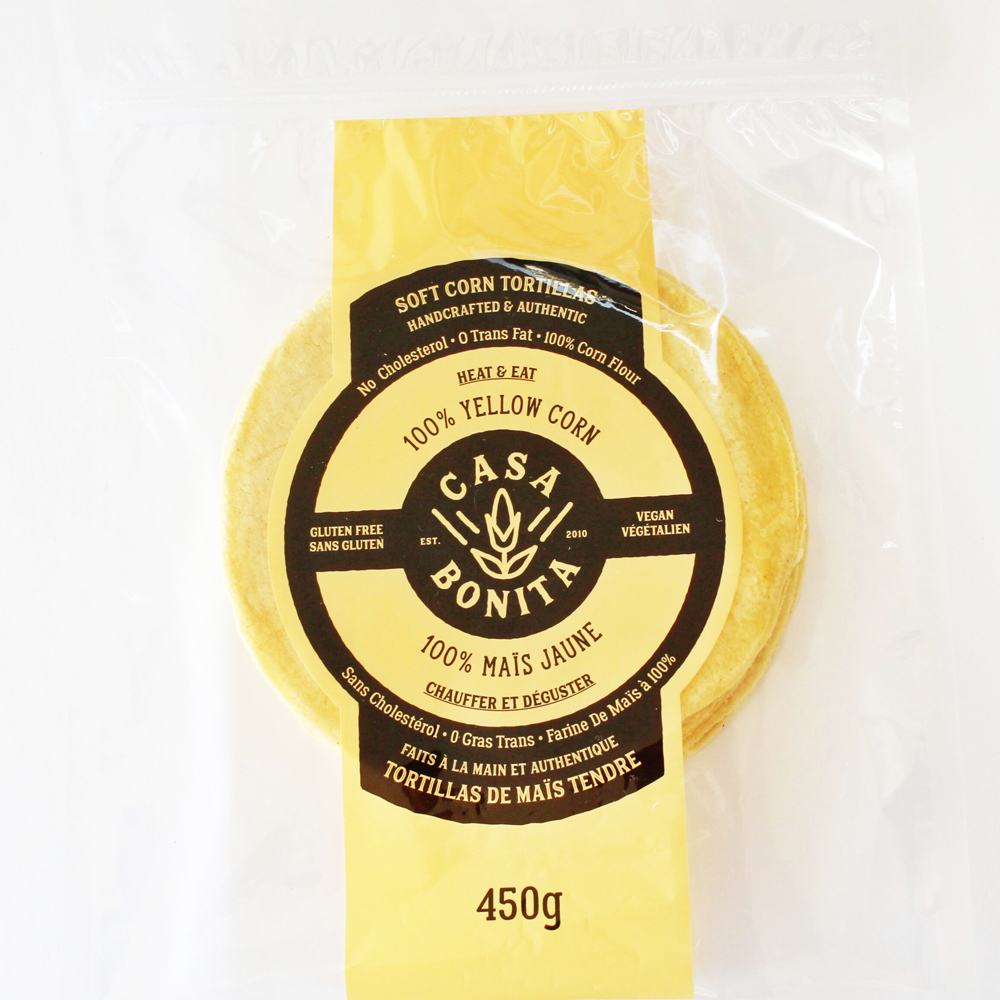 SOFT CORN TORTILLAS
HANDCRAFTED & AUTHENTIC
No Cholesterol • 0 Trans Fat • 100% Corn Flour
HEAT & EAT
100% YELLOW CORN
CASA
GLUTEN FREE
SANS GLUTEN
EST.
2010
VEGAN
VÉGÉTALIEN
BONITA
100% MAÏS JAUNE
CHAUFFER ET DÉGUSTER
Sans Cholestérol • 0 Gras Trans • Farine De Maïs à 100%
FAITS À LA MAIN ET AUTHENTIQUE
TORTILLAS DE MAÏS TENDRE
450g